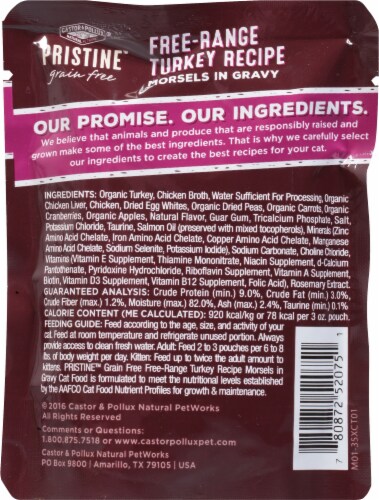 CASTOR & POLLUX
PRISTINE™
grain free
FREE-RANGE
TURKEY RECIPE
MORSELS IN GRAVY
OUR PROMISE. OUR INGREDIENTS.
We believe that animals and produce that are responsibly raised and
grown make some of the best ingredients. That is why we carefully select
our ingredients to create the best recipes for your cat.
INGREDIENTS: Organic Turkey, Chicken Broth, Water Sufficient For Processing, Organic
Chicken Liver, Chicken, Dried Egg Whites, Organic Dried Peas, Organic Carrots, Organic
Cranberries, Organic Apples, Natural Flavor, Guar Gum, Tricalcium Phosphate, Salt,
Potassium Chloride, Taurine, Salmon Oil (preserved with mixed tocopherols), Minerals (Zinc
Amino Acid Chelate, Iron Amino Acid Chelate, Copper Amino Acid Chelate, Manganese
Amino Acid Chelate, Sodium Selenite, Potassium Iodide), Sodium Carbonate, Choline Chloride,
Vitamins (Vitamin E Supplement, Thiamine Mononitrate, Niacin Supplement, d-Calcium
Pantothenate, Pyridoxine Hydrochloride, Riboflavin Supplement, Vitamin A Supplement,
Biotin, Vitamin D3 Supplement, Vitamin B12 Supplement, Folic Acid), Rosemary Extract.
GUARANTEED ANALYSIS: Crude Protein (min.) 9.0%, Crude Fat (min.) 3.0%,
Crude Fiber (max.) 1.2%, Moisture (max.) 82.0%, Ash (max.) 2.4%, Taurine (min.) 0.1%
CALORIE CONTENT (ME CALCULATED): 920 kcal/kg or 78 kcal per 3 oz. pouch.
FEEDING GUIDE: Feed according to the age, size, and activity of your
cat. Feed at room temperature and refrigerate unused portion. Always
provide access to clean fresh water. Adult: Feed 2 to 3 pouches per 6 to 8
lbs. of body weight per day. Kitten: Feed up to twice the adult amount to
kittens. PRISTINE™ Grain Free Free-Range Turkey Recipe Morsels in
Gravy Cat Food is formulated to meet the nutritional levels established
by the AAFCO Cat Food Nutrient Profiles for growth & maintenance.
©2016 Castor & Pollux Natural PetWorks
All Rights Reserved
Comments or Questions:
1.800.875.7518 or www.castorpolluxpet.com
PO Box 9800 | Amarillo, TX 79105 | USA
7 80872 52075 1
M01-35XCT01